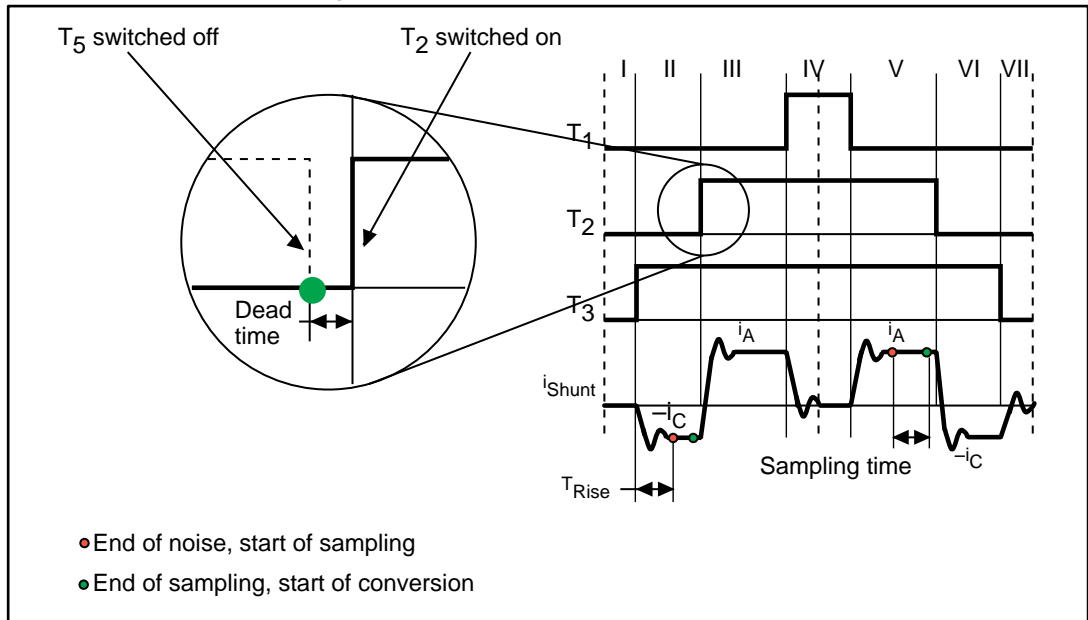 T5 switched off
T2 switched on
I II III IV V VI VII
T1
T2
T3
Dead
time
iA
iA
iShunt
–iC
–iC
Sampling time
TRise
End of noise, start of sampling
End of sampling, start of conversion